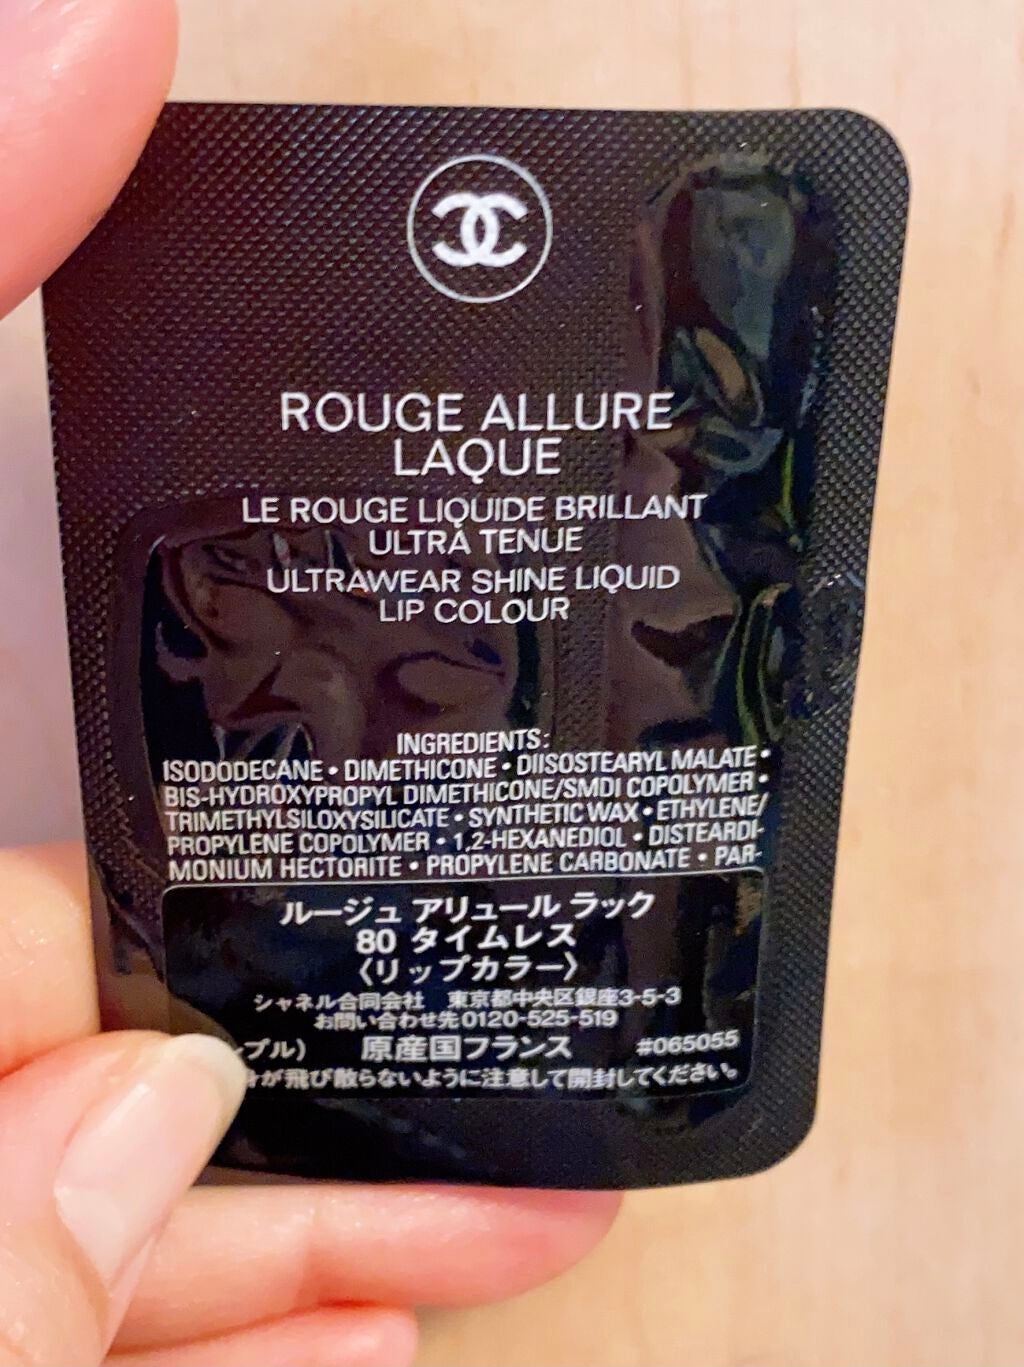 ROUGE ALLURE
LAQUE
LE ROUGE LIQUIDE BRILLANT
ULTRA TENUE
ULTRAWEAR SHINE LIQUID
LIP COLOUR
INGREDIENTS:
ISODODECANE • DIMETHICONE • DIISOSTEARYL MALATE •
BIS-HYDROXYPROPYL DIMETHICONE/SMDI COPOLYMER •
TRIMETHYLSILOXYSILICATE • SYNTHETIC WAX • ETHYLENE/
PROPYLENE COPOLYMER • 1,2-HEXANEDIOL • DISTEARDI-
MONIUM HECTORITE • PROPYLENE CARBONATE • PAR-
ルージュ アリュール ラック
80 タイムレス
〈リップカラー〉
シャネル合同会社 東京都中央区銀座3-5-3
お問い合わせ先0120-525-519
プル) 原産国フランス #065055
が飛び散らないように注意して開封してください。